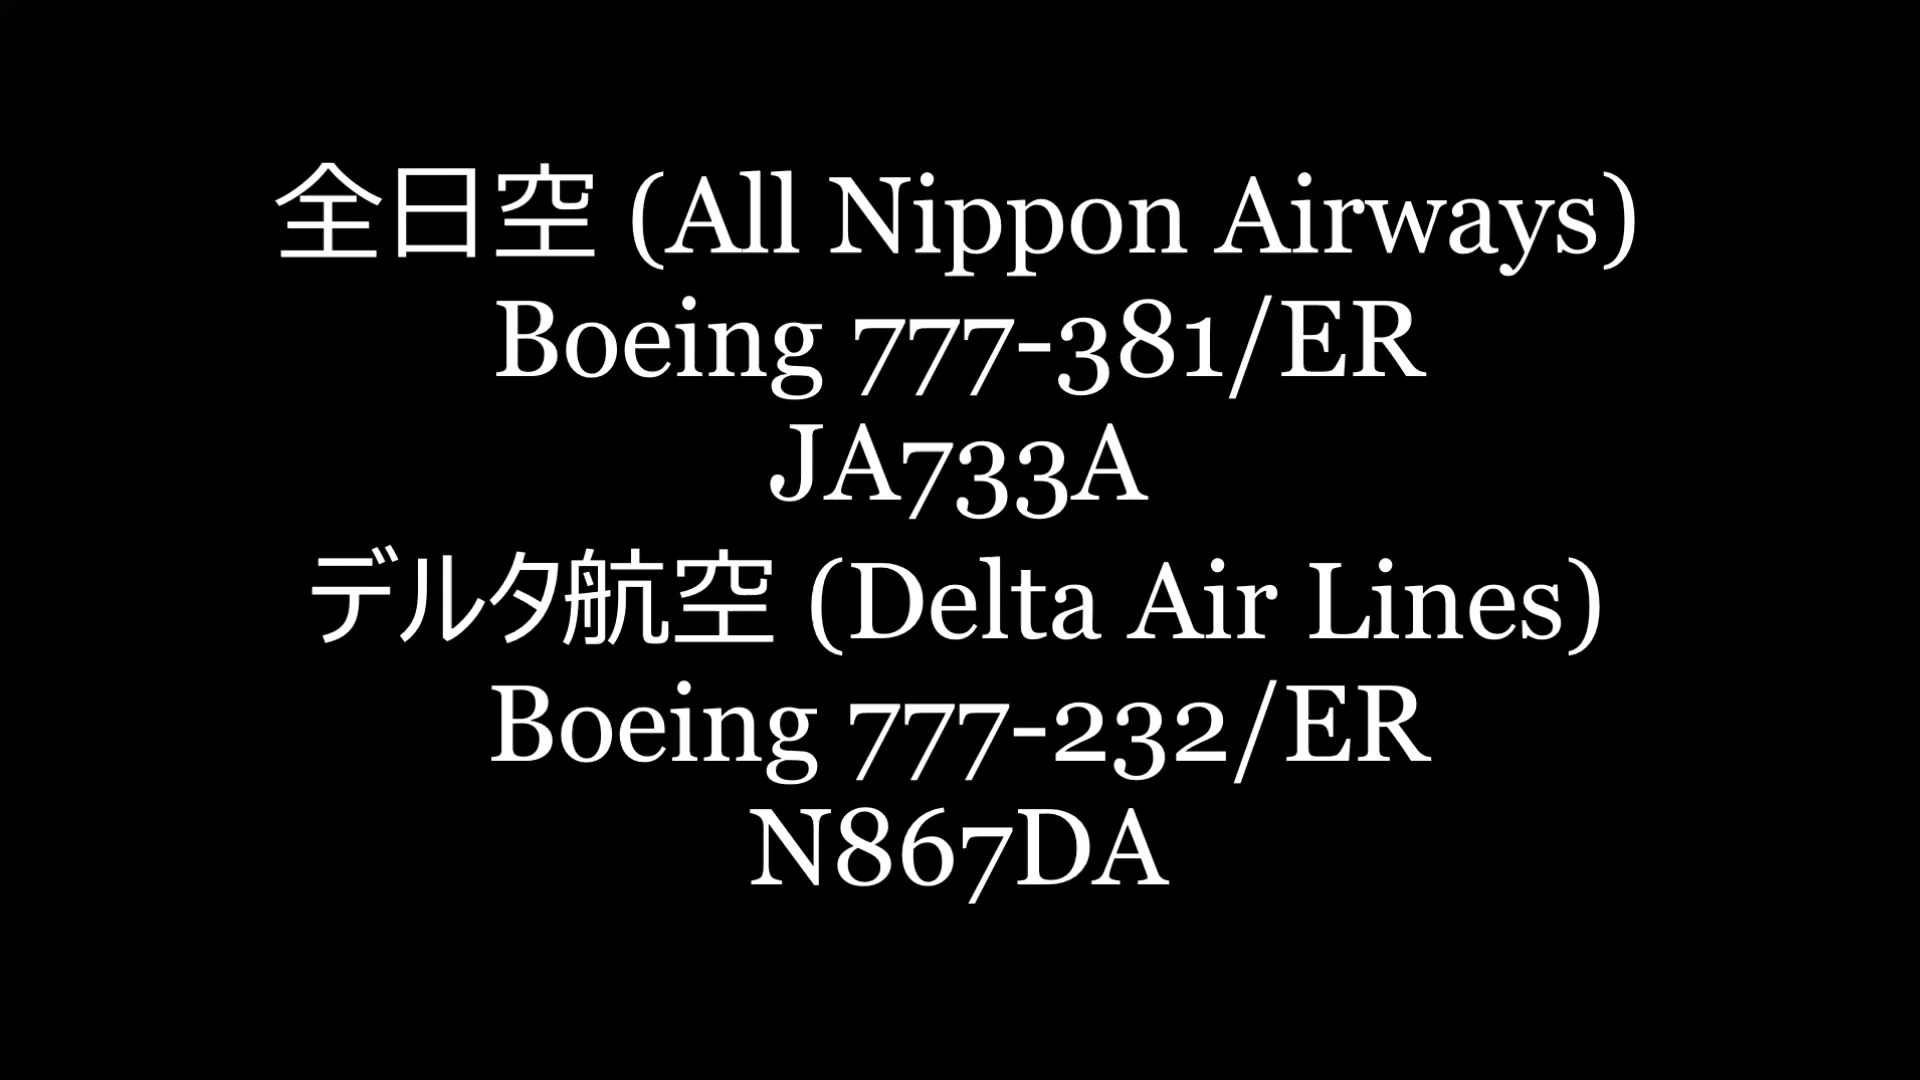 全日空 (All Nippon Airways)
Boeing 777-381/ER
JA733A
デルタ航空 (Delta Air Lines)
Boeing 777-232/ER
N867DA